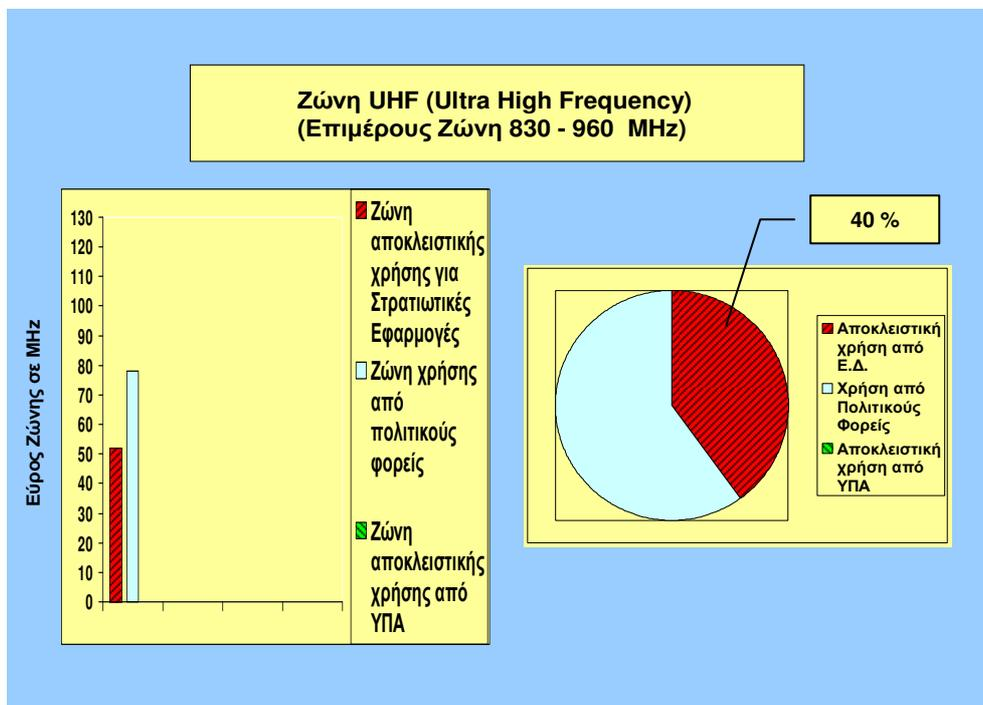 Ζώνη UHF (Ultra High Frequency)
(Επιμέρους Ζώνη 830 - 960 MHz)
Εύρος Ζώνης σε MHz
130
120
110
100
90
80
70
60
50
40
30
20
10
0
Ζώνη
αποκλειστικής
χρήσης για
Στρατιωτικές
Εφαρμογές
Ζώνη χρήσης
από
πολιτικούς
φορείς
Ζώνη
αποκλειστικής
χρήσης από
ΥΠΑ
40 %
Αποκλειστική
χρήση από
Ε.Δ.
Χρήση από
Πολιτικούς
Φορείς
Αποκλειστική
χρήση από
ΥΠΑ